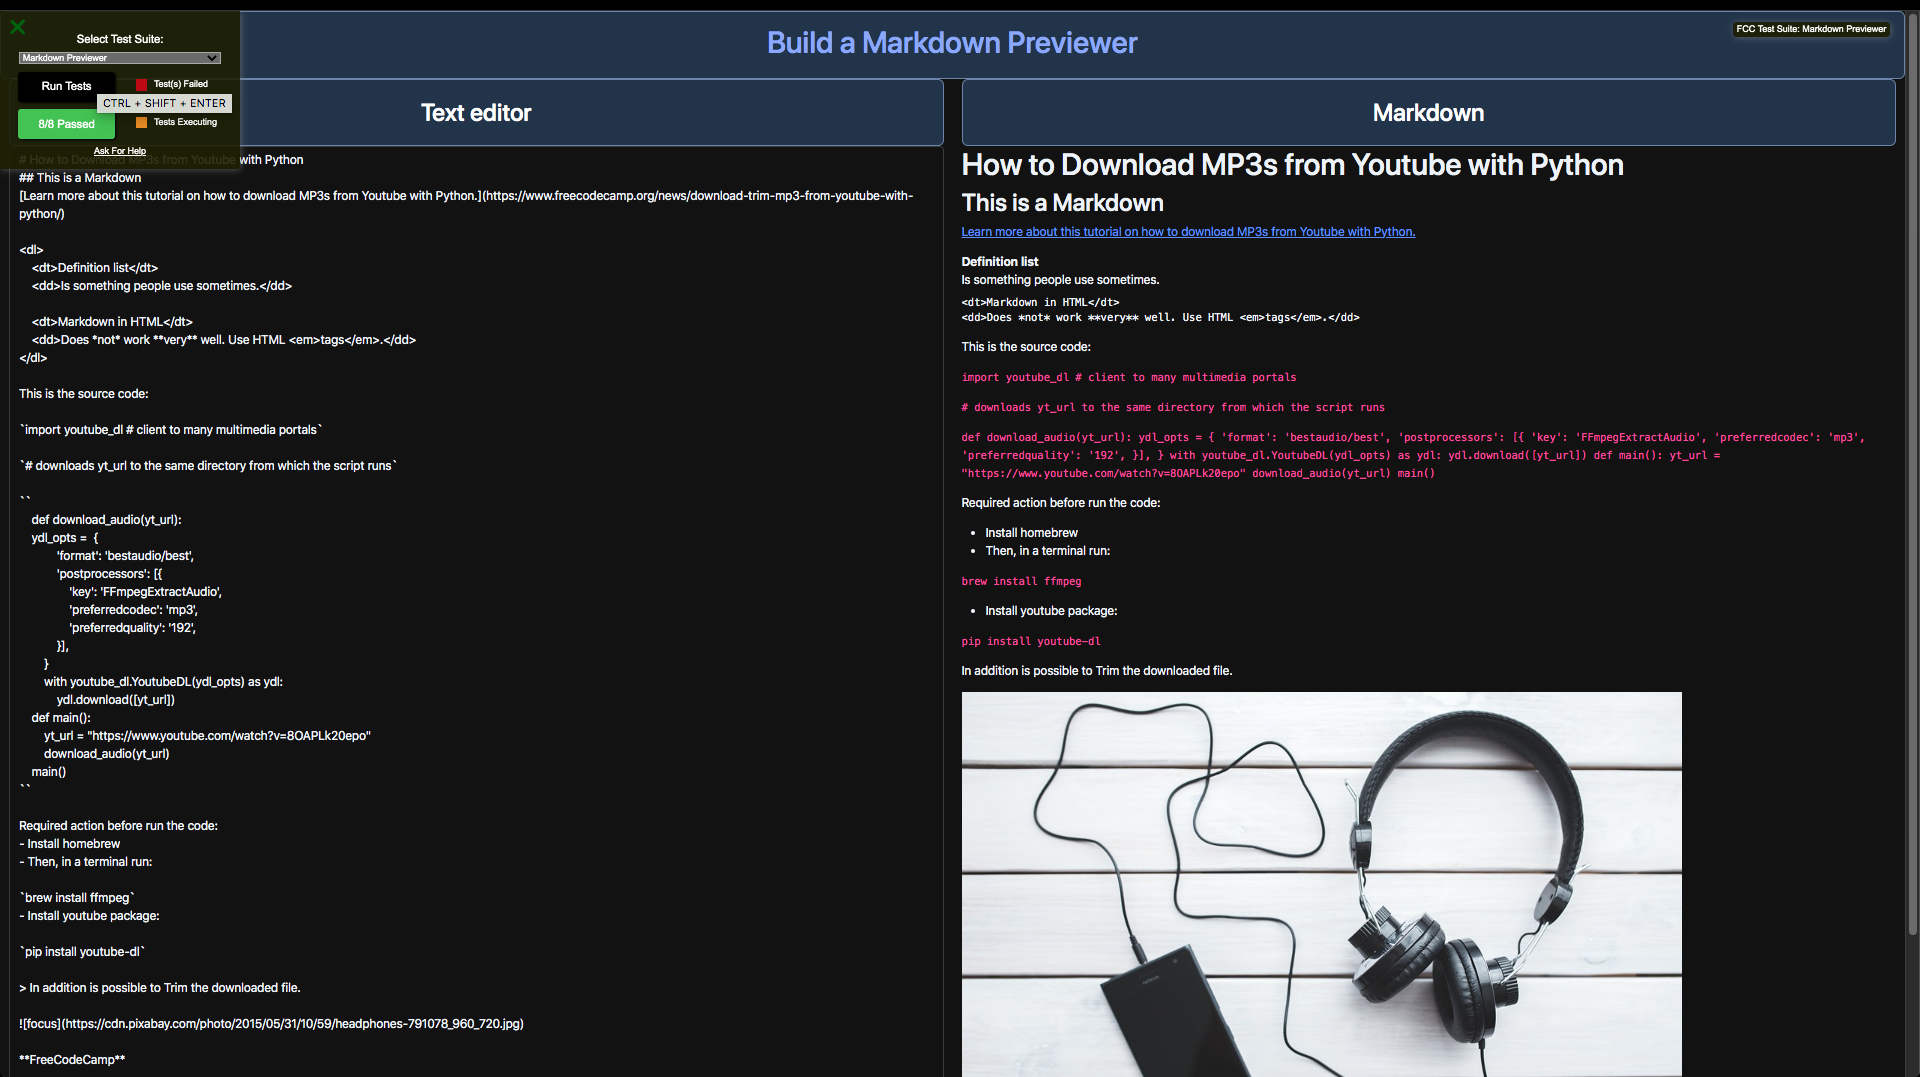 Select Test Suite:
Markdown Previewer
Run Tests
Test(s) Failed
CTRL + SHIFT + ENTER
8/8 Passed
Tests Executing
Ask For Help
Build a Markdown Previewer
FCC Test Suite: Markdown Previewer
Text editor
# How to Download MP3s from Youtube with Python
## This is a Markdown
[Learn more about this tutorial on how to download MP3s from Youtube with Python.](https://www.freecodecamp.org/news/download-trim-mp3-from-youtube-with-
python/)
<dl>
<dt>Definition list</dt>
<dd>Is something people use sometimes.</dd>
<dt>Markdown in HTML</dt>
<dd>Does *not* work **very** well. Use HTML <em>tags</em>.</dd>
</dl>
This is the source code:
`import youtube_dl # client to many multimedia portals`
`# downloads yt_url to the same directory from which the script runs`
``
def download_audio(yt_url):
ydl_opts = {
'format': 'bestaudio/best',
'postprocessors': [{
'key': 'FFmpegExtractAudio',
'preferredcodec': 'mp3',
'preferredquality': '192',
}],
}
with youtube_dl.YoutubeDL(ydl_opts) as ydl:
ydl.download([yt_url])
def main():
yt_url = "https://www.youtube.com/watch?v=8OAPLk20epo"
download_audio(yt_url)
main()
``
Required action before run the code:
- Install homebrew
- Then, in a terminal run:
`brew install ffmpeg`
- Install youtube package:
`pip install youtube-dl`
> In addition is possible to Trim the downloaded file.
![focus](https://cdn.pixabay.com/photo/2015/05/31/10/59/headphones-791078_960_720.jpg)
**FreeCodeCamp**
Markdown
How to Download MP3s from Youtube with Python
This is a Markdown
Learn more about this tutorial on how to download MP3s from Youtube with Python.
Definition list
Is something people use sometimes.
<dt>Markdown in HTML</dt>
<dd>Does *not* work **very** well. Use HTML <em>tags</em>.</dd>
This is the source code:
import youtube_dl # client to many multimedia portals
# downloads yt_url to the same directory from which the script runs
def download_audio(yt_url): ydl_opts = { 'format': 'bestaudio/best', 'postprocessors': [{ 'key': 'FFmpegExtractAudio', 'preferredcodec': 'mp3',
'preferredquality': '192', }], } with youtube_dl.YoutubeDL(ydl_opts) as ydl: ydl.download([yt_url]) def main(): yt_url =
"https://www.youtube.com/watch?v=8OAPLk20epo" download_audio(yt_url) main()
Required action before run the code:
• Install homebrew
• Then, in a terminal run:
brew install ffmpeg
• Install youtube package:
pip install youtube-dl
In addition is possible to Trim the downloaded file.
NOKIA